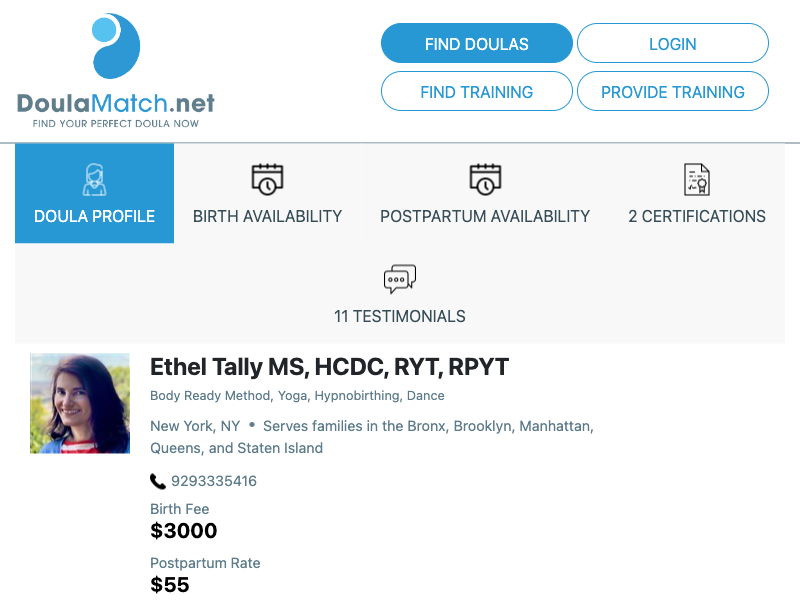 DoulaMatch.net
FIND YOUR PERFECT DOULA NOW
FIND DOULAS
LOGIN
FIND TRAINING
PROVIDE TRAINING
DOULA PROFILE
BIRTH AVAILABILITY
POSTPARTUM AVAILABILITY
2 CERTIFICATIONS
11 TESTIMONIALS
Ethel Tally MS, HCDC, RYT, RPYT
Body Ready Method, Yoga, Hypnobirthing, Dance
New York, NY • Serves families in the Bronx, Brooklyn, Manhattan,
Queens, and Staten Island
9293335416
Birth Fee
$3000
Postpartum Rate
$55